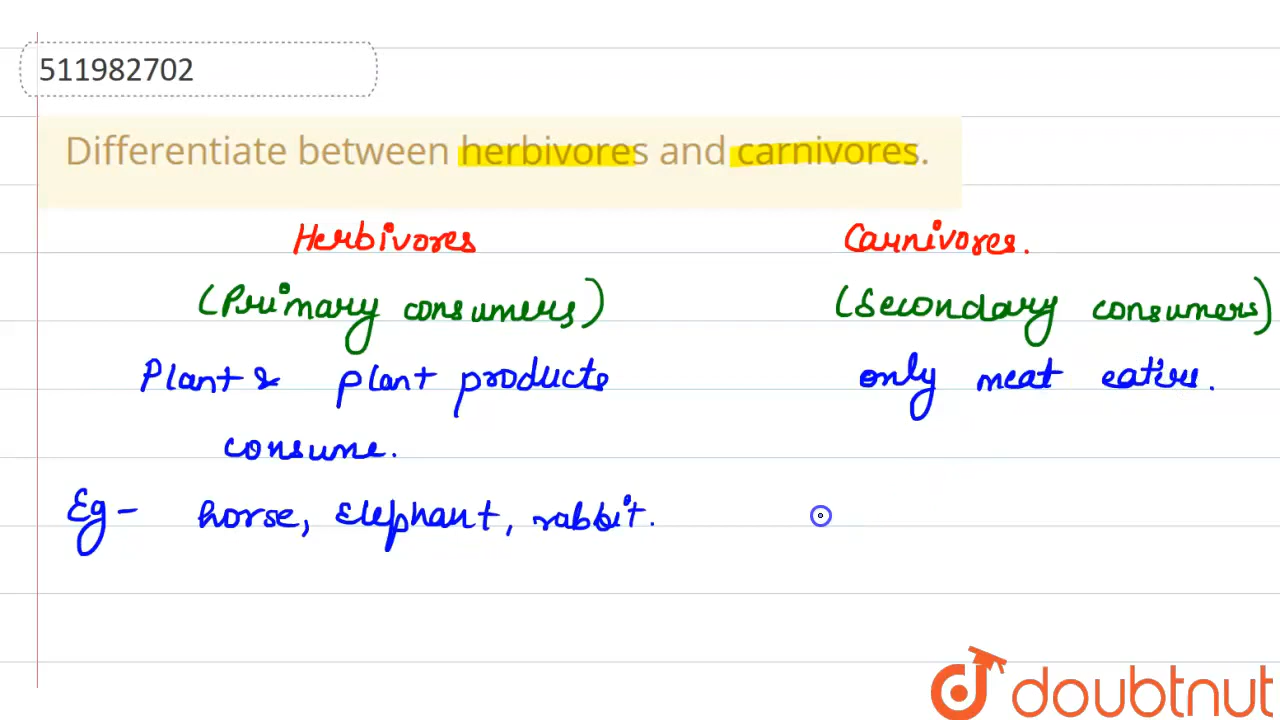 511982702
Differentiate between herbivores and carnivores.
Herbivores Carnivores.
(Primary consumers) (Secondary consumers)
Plant & plant products only meat eaters.
consume.
Eg- horse, Elephant, rabbit.
doubtnut